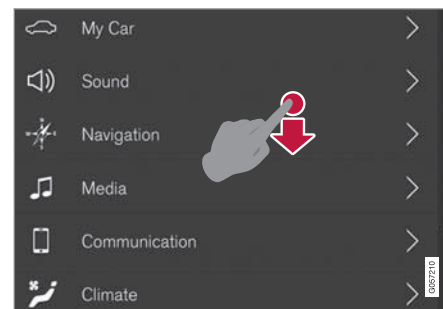 My Car
Sound
Navigation
Media
Communication
Climate
G057210